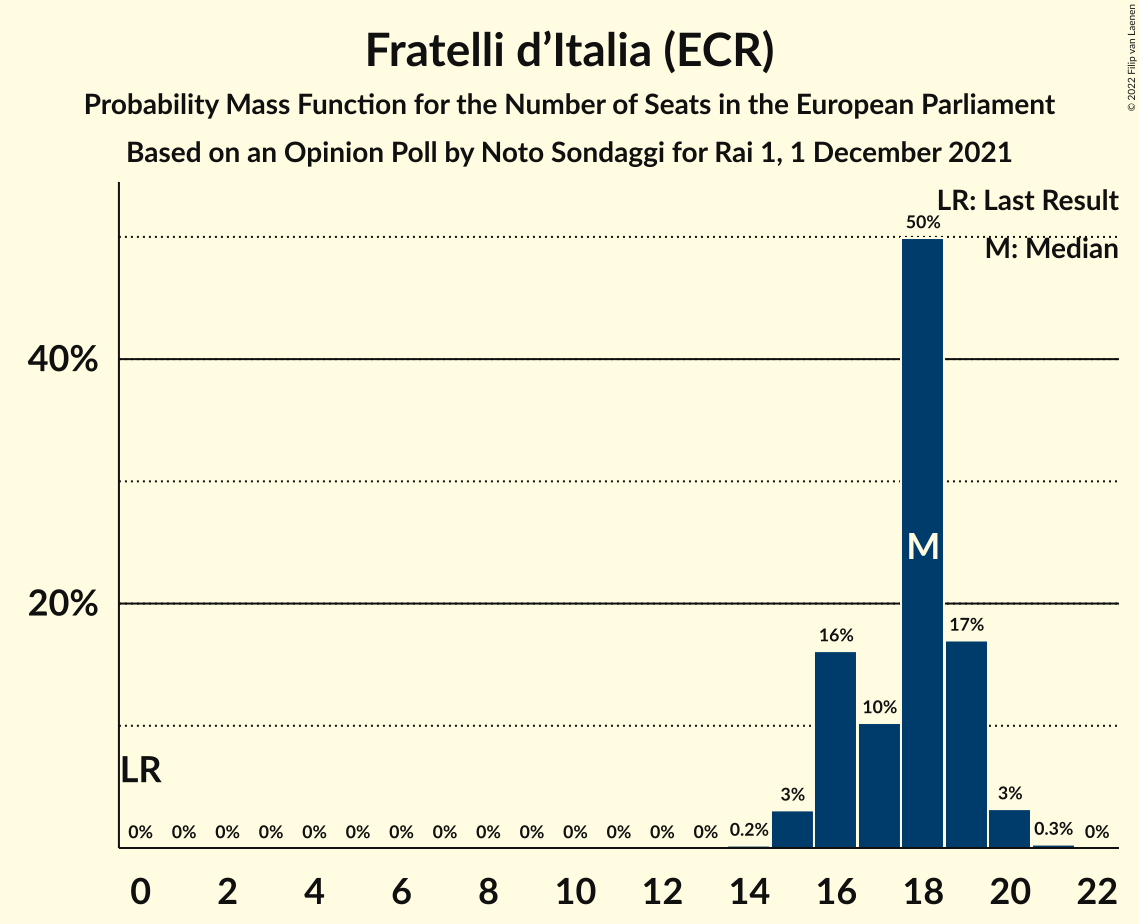 Fratelli d’Italia (ECR)
Probability Mass Function for the Number of Seats in the European Parliament
Based on an Opinion Poll by Noto Sondaggi for Rai 1, 1 December 2021
© 2022 Filip van Laenen
LR: Last Result
M: Median
50%
40%
M
20%
17%
16%
10%
LR
3%
3%
0% 0% 0% 0% 0% 0% 0% 0% 0% 0% 0% 0% 0% 0% 0.2% 0.3% 0%
0 2 4 6 8 10 12 14 16 18 20 22